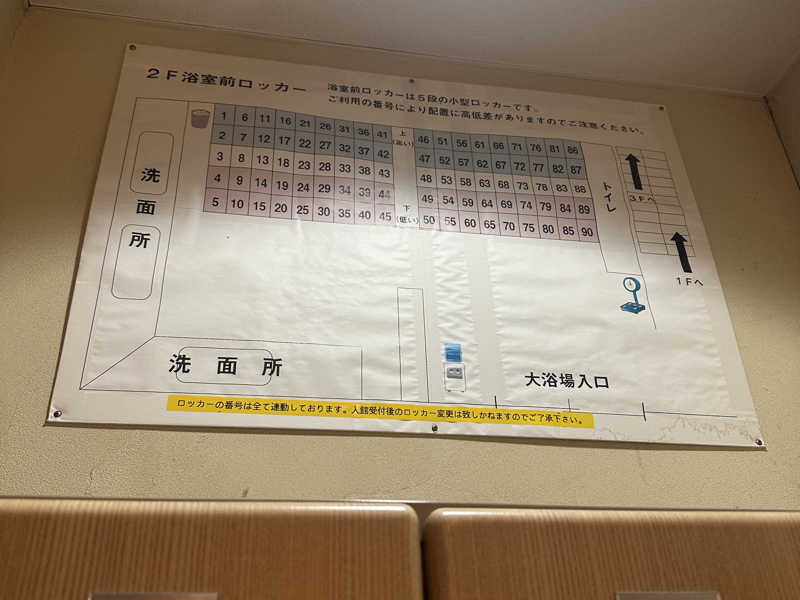 2F浴室前ロッカー
浴室前ロッカーは5段の小型ロッカーです。
ご利用の番号により配置に高低差がありますのでご注意ください。
1 6 11 16 21 26 31 36 41 上 46 51 56 61 66 71 76 81 86
2 7 12 17 22 27 32 37 42 (高い) 47 52 57 62 67 72 77 82 87
3 8 13 18 23 28 33 38 43 48 53 58 63 68 73 78 83 88
4 9 14 19 24 29 34 39 44 下 49 54 59 64 69 74 79 84 89
5 10 15 20 25 30 35 40 45 (低い) 50 55 60 65 70 75 80 85 90
洗面所
トイレ
3Fへ
1Fへ
洗面所
大浴場入口
ロッカーの番号は全て連動しております。入館受付後のロッカー変更は致しかねますのでご了承下さい。